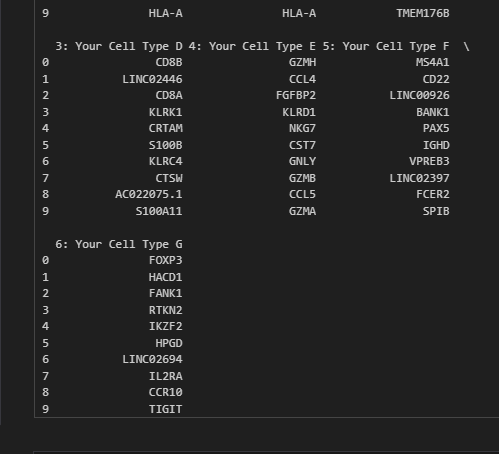 9 HLA-A HLA-A TMEM176B
3: Your Cell Type D 4: Your Cell Type E 5: Your Cell Type F \
0 CD8B GZMH MS4A1
1 LINC02446 CCL4 CD22
2 CD8A FGFBP2 LINC00926
3 KLRK1 KLRD1 BANK1
4 CRTAM NKG7 PAX5
5 S100B CST7 IGHD
6 KLRC4 GNLY VPREB3
7 CTSW GZMB LINC02397
8 AC022075.1 CCL5 FCER2
9 S100A11 GZMA SPIB
6: Your Cell Type G
0 FOXP3
1 HACD1
2 FANK1
3 RTKN2
4 IKZF2
5 HPGD
6 LINC02694
7 IL2RA
8 CCR10
9 TIGIT